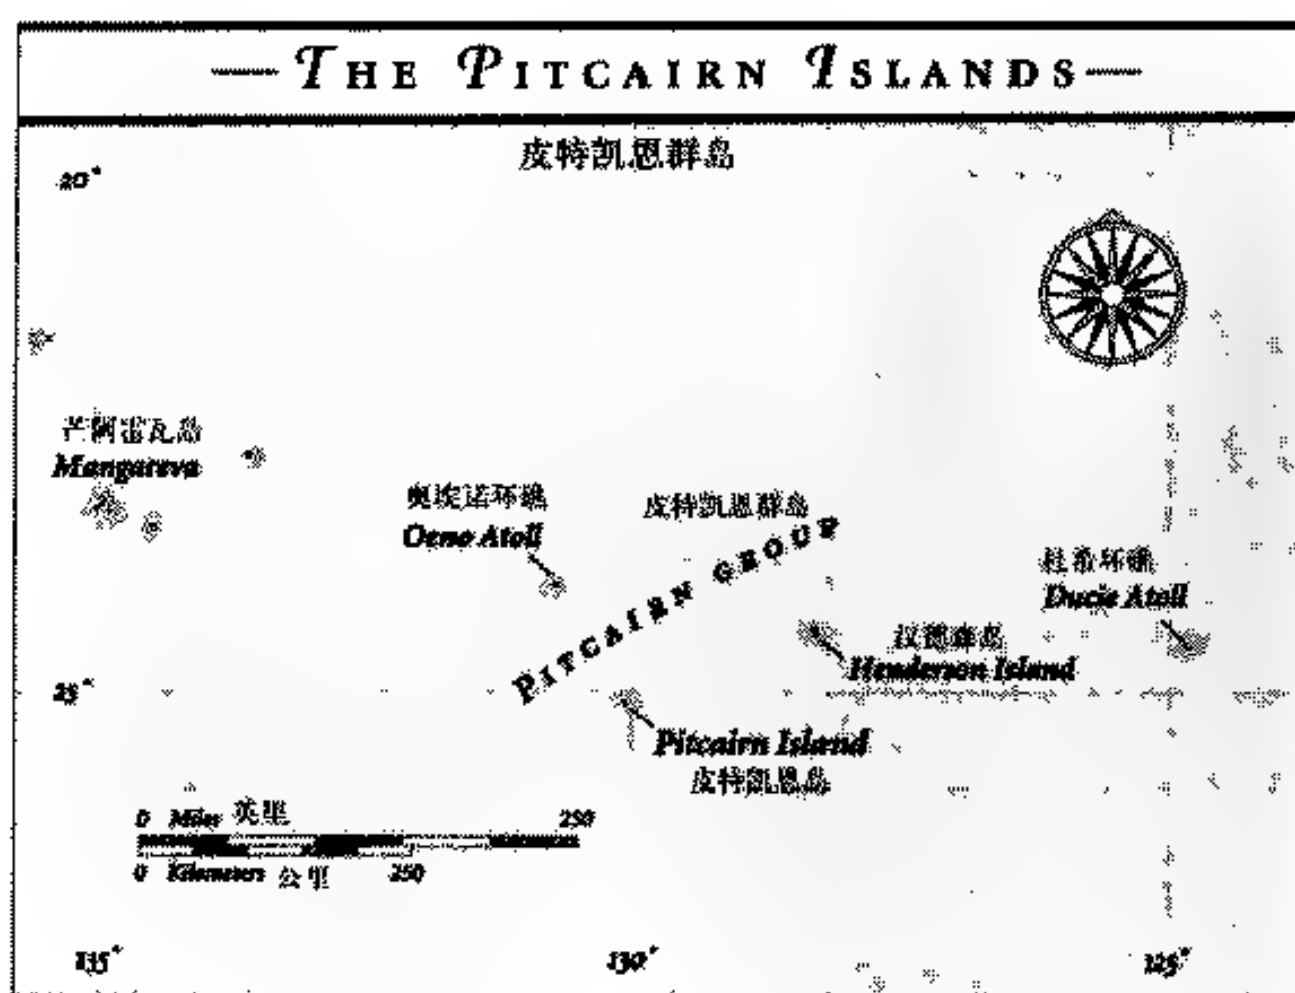 THE PITCAIRN ISLANDS
皮特凯恩群岛
20°
芒阿雷瓦岛
Mangareva
奥埃诺环礁
Oeno Atoll
皮特凯恩群岛
PITCAIRN GROUP
杜希环礁
Ducie Atoll
汉德森岛
Henderson Island
25°
Pitcairn Island
皮特凯恩岛
0 Miles 英里 250
0 Kilometers 公里 250
135° 130° 125°